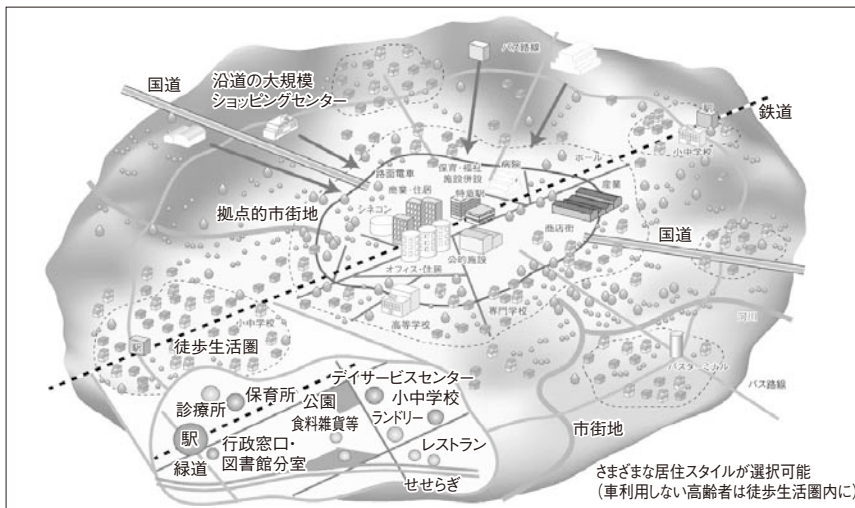 バス路線
国道
沿道の大規模
ショッピングセンター
鉄道
駅
小中学校
ホール
病院
保育・福祉
施設併設
路面電車
商業・住居
特養
産業
シネコン
拠点的市街地
商店街
国道
公的施設
オフィス・住居
専門学校
高等学校
河川
小中学校
駅
徒歩生活圏
バスターミナル
バス路線
デイサービスセンター
保育所
公園
小中学校
診療所
食料雑貨等
ランドリー
駅
行政窓口・
図書館分室
レストラン
市街地
緑道
せせらぎ
さまざまな居住スタイルが選択可能
(車利用しない高齢者は徒歩生活圏内に)